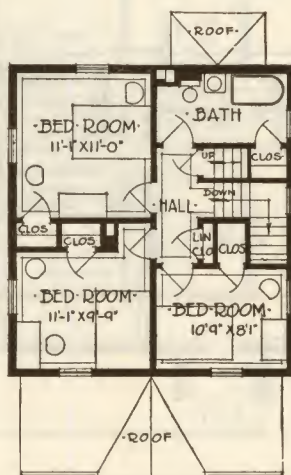 ·ROOF·
·BED·ROOM·
11'-1"X11'-0"
·BATH·
UP
CLOS
DOWN
·HALL·
CLOS
CLOS
LIN
CLO
CLOS
·BED·ROOM·
11'-1"X9'-9"
·BED·ROOM·
10'9"X8'1"
·ROOF·